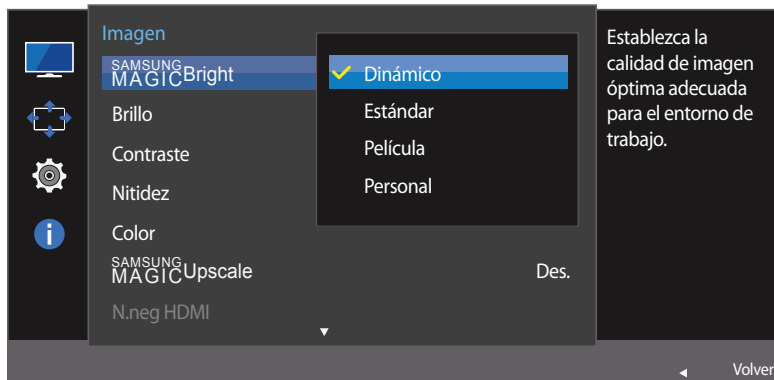 Imagen
SAMSUNG
MAGICBright
Brillo
Contraste
Nitidez
Color
SAMSUNG
MAGICUpscale
Des.
N.neg HDMI
Dinámico
Estándar
Película
Personal
Establezca la
calidad de imagen
óptima adecuada
para el entorno de
trabajo.
Volver